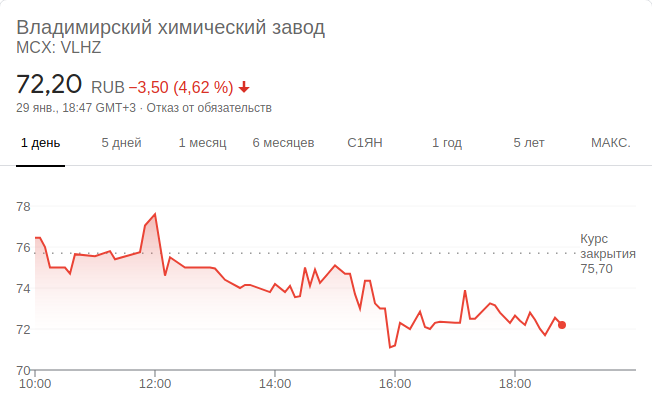 Владимирский химический завод
MCX: VLHZ
72,20 RUB −3,50 (4,62 %)
29 янв., 18:47 GMT+3 · Отказ от обязательств
1 день 5 дней 1 месяц 6 месяцев С1ЯН 1 год 5 лет МАКС.
78
76
74
72
70
Курс
закрытия
75,70
10:00 12:00 14:00 16:00 18:00